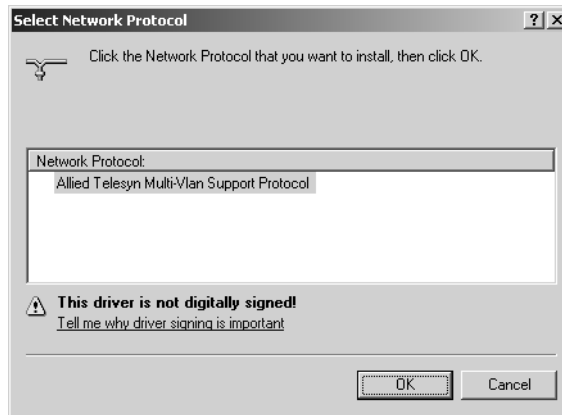 Select Network Protocol
Click the Network Protocol that you want to install, then click OK.
Network Protocol:
Allied Telesyn Multi-Vlan Support Protocol
This driver is not digitally signed!
Tell me why driver signing is important
OK
Cancel